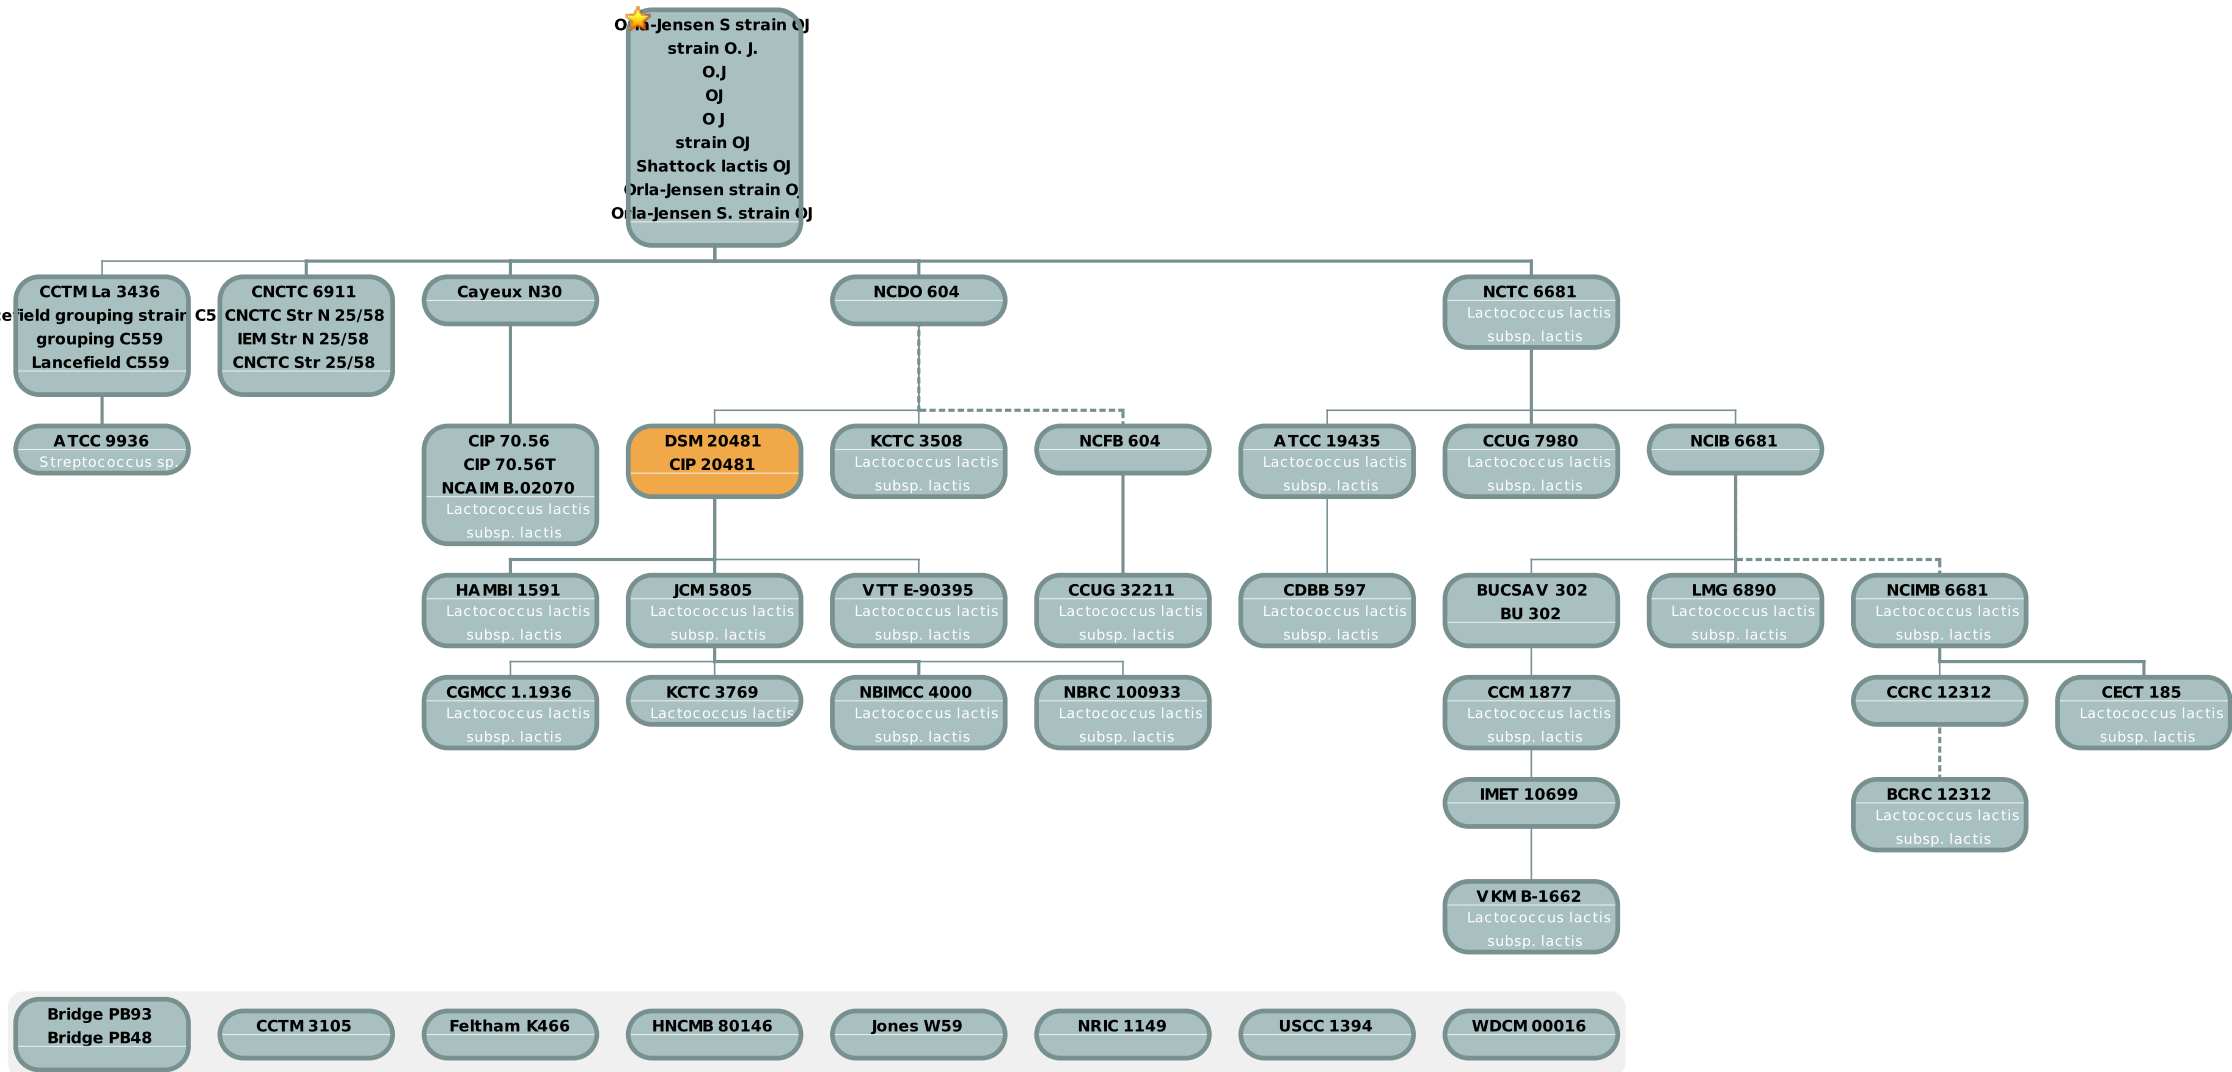 Orla-Jensen S strain OJ
strain O. J.
O.J
OJ
O J
strain OJ
Shattock lactis OJ
Orla-Jensen strain OJ
Orla-Jensen S. strain OJ
CCTM La 3436
grouping strain C5
grouping C559
Lancefield C559
CNCTC 6911
CNCTC Str N 25/58
IEM Str N 25/58
CNCTC Str 25/58
Cayeux N30
NCDO 604
NCTC 6681
Lactococcus lactis
subsp. lactis
ATCC 9936
Streptococcus sp.
CIP 70.56
CIP 70.56T
NCAIM B.02070
Lactococcus lactis
subsp. lactis
DSM 20481
CIP 20481
KCTC 3508
Lactococcus lactis
subsp. lactis
NCFB 604
ATCC 19435
Lactococcus lactis
subsp. lactis
CCUG 7980
Lactococcus lactis
subsp. lactis
NCIB 6681
HAMBI 1591
Lactococcus lactis
subsp. lactis
JCM 5805
Lactococcus lactis
subsp. lactis
VTT E-90395
Lactococcus lactis
subsp. lactis
CCUG 32211
Lactococcus lactis
subsp. lactis
CDBB 597
Lactococcus lactis
subsp. lactis
BUCSAV 302
BU 302
LMG 6890
Lactococcus lactis
subsp. lactis
NCIMB 6681
Lactococcus lactis
subsp. lactis
CGMCC 1.1936
Lactococcus lactis
subsp. lactis
KCTC 3769
Lactococcus lactis
NBIMCC 4000
Lactococcus lactis
subsp. lactis
NBRC 100933
Lactococcus lactis
subsp. lactis
CCM 1877
Lactococcus lactis
subsp. lactis
CCRC 12312
CECT 185
Lactococcus lactis
subsp. lactis
IMET 10699
BCRC 12312
Lactococcus lactis
subsp. lactis
VKM B-1662
Lactococcus lactis
subsp. lactis
Bridge PB93
Bridge PB48
CCTM 3105
Feltham K466
HNCMB 80146
Jones W59
NRIC 1149
USCC 1394
WDCM 00016